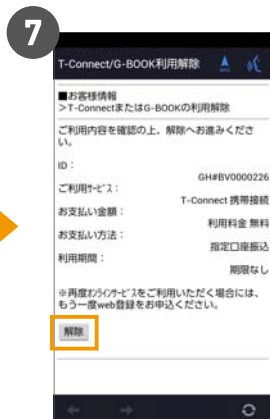 7
T-Connect/G-BOOK利用解除
■お客様情報
>T-ConnectまたはG-BOOKの利用解除
ご利用内容を確認の上、解除へお進みくださ
い。
ID：
GH#BV0000226
ご利用ｻｰﾋﾞｽ：
T-Connect 携帯接続
お支払い金額：
利用料金 無料
お支払い方法：
指定口座振込
利用期間：
期限なし
※再度ｵﾝﾗｲﾝｻｰﾋﾞｽをご利用いただく場合には、
もう一度web登録をお申込ください。
解除